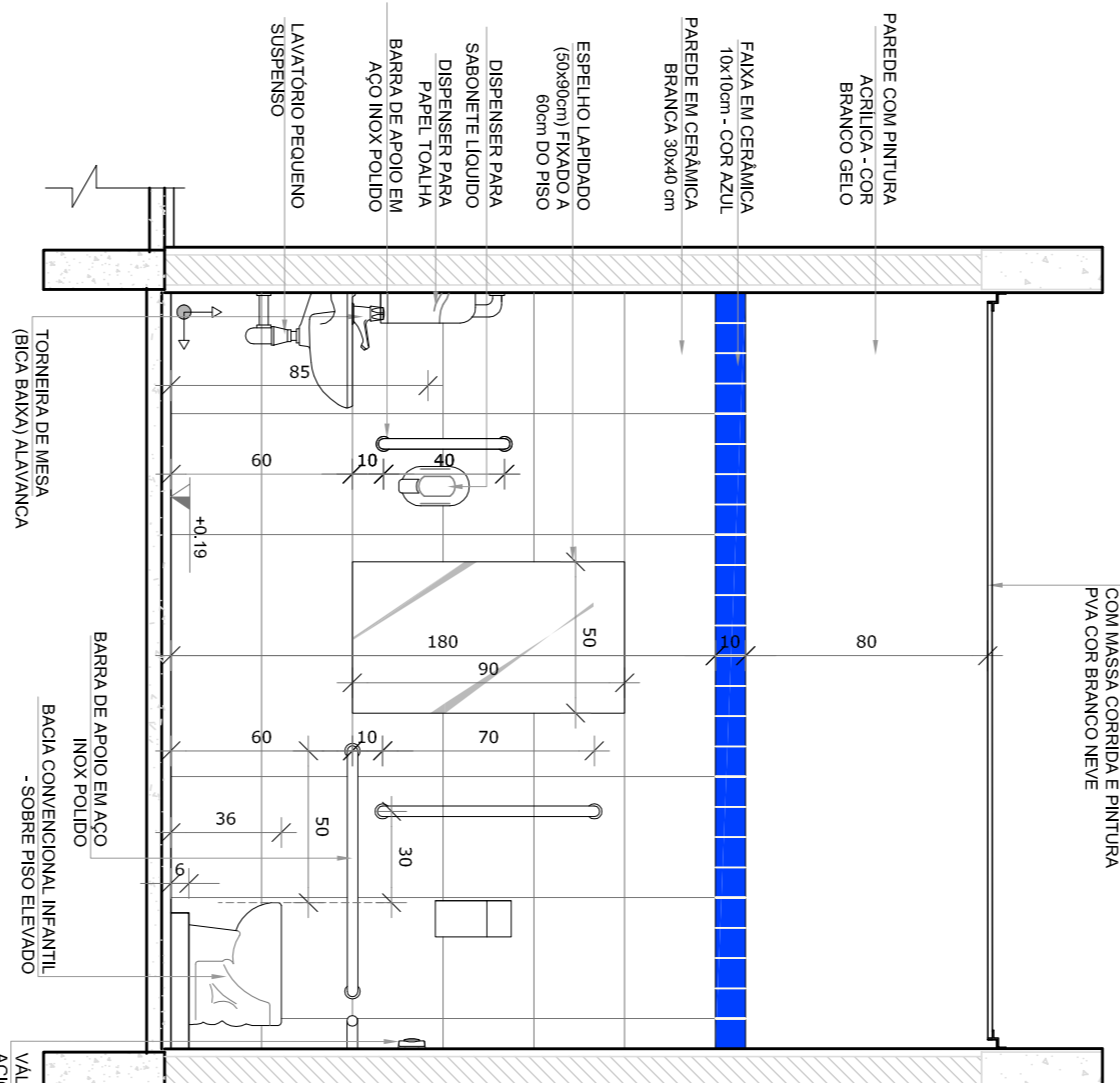 COM MASSA CORRIDA E PINTURA
PVA COR BRANCO NEVE
PAREDE COM PINTURA
ACRÍLICA - COR
BRANCO GELO
FAIXA EM CERÂMICA
10x10cm - COR AZUL
PAREDE EM CERÂMICA
BRANCA 30x40 cm
ESPELHO LAPIDADO
(50x90cm) FIXADO A
60cm DO PISO
DISPENSER PARA
SABONETE LÍQUIDO
DISPENSER PARA
PAPEL TOALHA
BARRA DE APOIO EM
AÇO INOX POLIDO
LAVATÓRIO PEQUENO
SUSPENSO
80
10
180
90
50
85
60
10
40
60
10
70
36
50
30
6
+0.19
TORNEIRA DE MESA
(BICA BAIXA) ALAVANCA
BARRA DE APOIO EM AÇO
INOX POLIDO
BACIA CONVENCIONAL INFANTIL
- SOBRE PISO ELEVADO